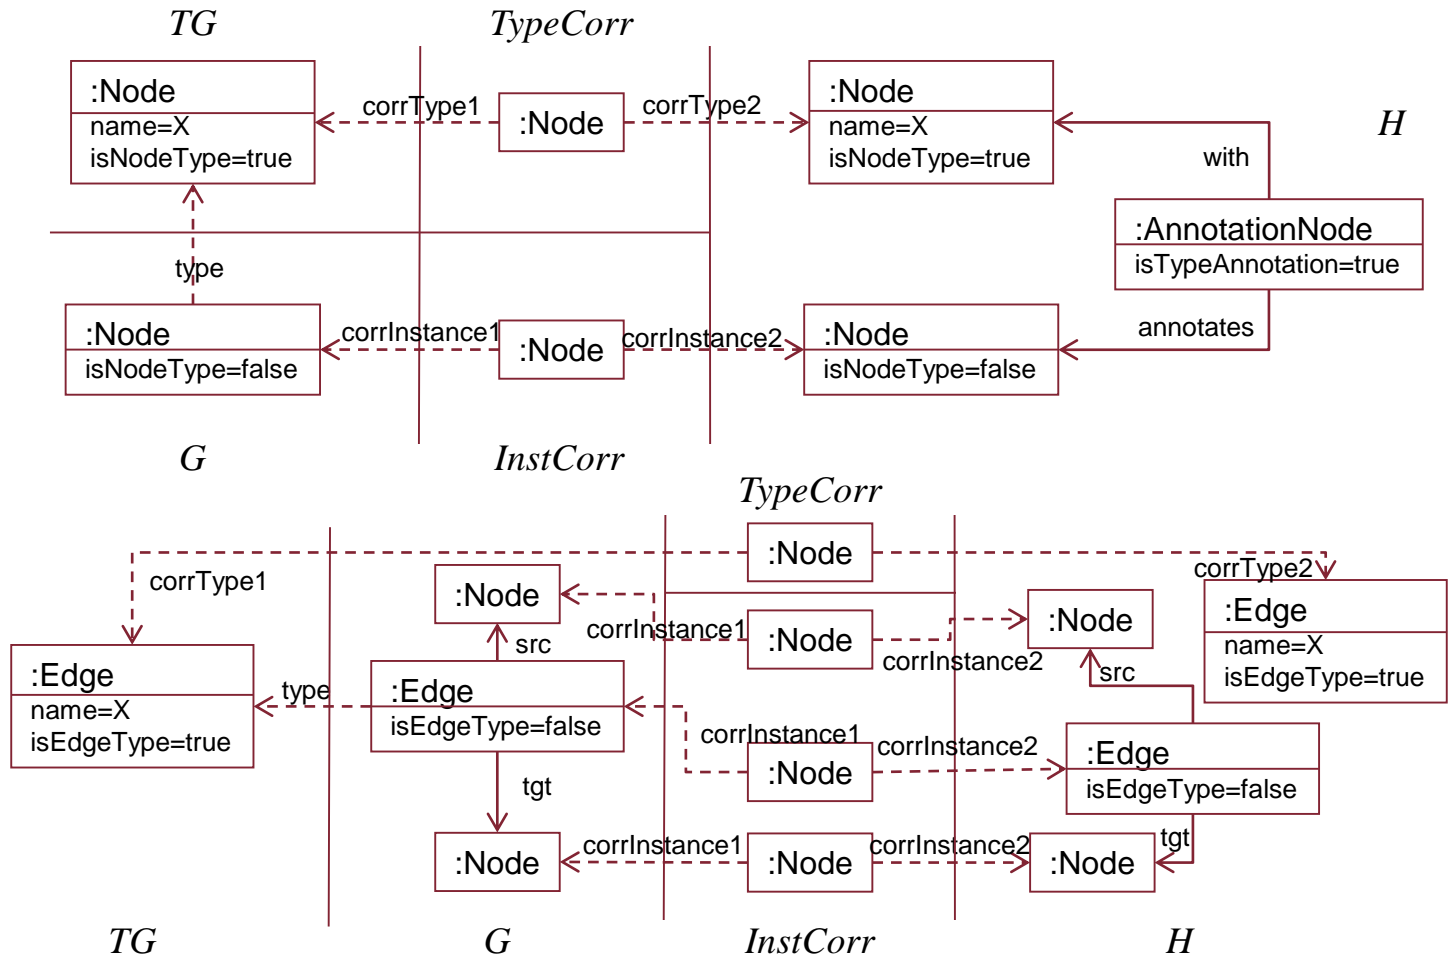 TG
TypeCorr
:Node
name=X
isNodeType=true
corrType1
:Node
corrType2
:Node
name=X
isNodeType=true
H
with
:AnnotationNode
isTypeAnnotation=true
type
:Node
isNodeType=false
corrInstance1
:Node
corrInstance2
:Node
isNodeType=false
annotates
G
InstCorr
TypeCorr
:Node
corrType1
corrType2
:Node
:Edge
name=X
isEdgeType=true
corrInstance1
:Node
corrInstance2
:Node
src
src
:Edge
name=X
isEdgeType=true
type
:Edge
isEdgeType=false
corrInstance1
:Node
corrInstance2
:Edge
isEdgeType=false
tgt
tgt
:Node
corrInstance1
:Node
corrInstance2
:Node
TG
G
InstCorr
H